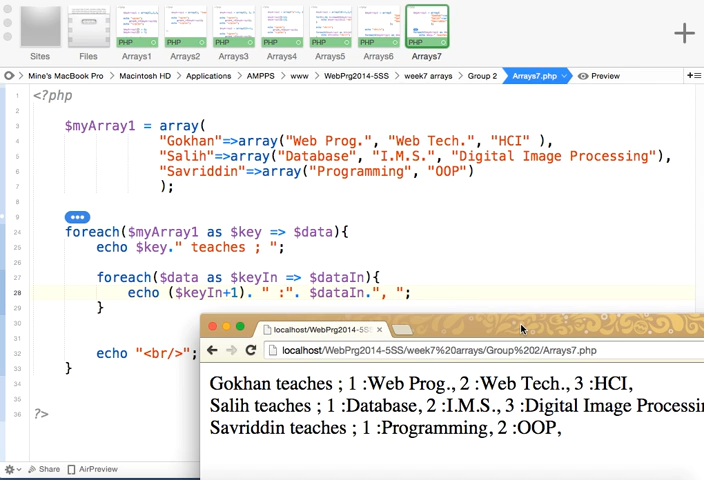 Sites Files Arrays1 Arrays2 Arrays3 Arrays4 Arrays5 Arrays6 Arrays7
PHP PHP PHP PHP PHP PHP PHP
Mine's MacBook Pro Macintosh HD Applications AMPPS www WebPrg2014-5SS week7 arrays Group 2 Arrays7.php Preview
1 <?php
2
3 $myArray1 = array(
4 "Gokhan"=>array("Web Prog.", "Web Tech.", "HCI" ),
5 "Salih"=>array("Database", "I.M.S.", "Digital Image Processing"),
6 "Savriddin"=>array("Programming", "OOP")
7 );
8
9
24 foreach($myArray1 as $key => $data){
25 echo $key." teaches ; ";
26
27 foreach($data as $keyIn => $dataIn){
28 echo ($keyIn+1). " :". $dataIn.", ";
29 }
30
31
32 echo "<br/>";
33 }
34
35
36 ?>
localhost/WebPrg2014-5SS
localhost/WebPrg2014-5SS/week7%20arrays/Group%202/Arrays7.php
Gokhan teaches ; 1 :Web Prog., 2 :Web Tech., 3 :HCI,
Salih teaches ; 1 :Database, 2 :I.M.S., 3 :Digital Image Processin
Savriddin teaches ; 1 :Programming, 2 :OOP,
Share AirPreview